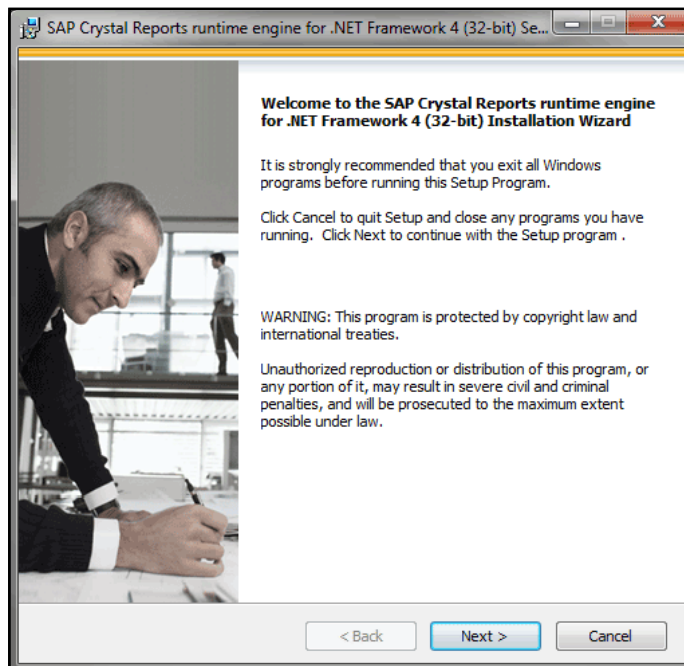 SAP Crystal Reports runtime engine for .NET Framework 4 (32-bit) Se...
Welcome to the SAP Crystal Reports runtime engine
for .NET Framework 4 (32-bit) Installation Wizard
It is strongly recommended that you exit all Windows
programs before running this Setup Program.
Click Cancel to quit Setup and close any programs you have
running.  Click Next to continue with the Setup program .
WARNING: This program is protected by copyright law and
international treaties.
Unauthorized reproduction or distribution of this program, or
any portion of it, may result in severe civil and criminal
penalties, and will be prosecuted to the maximum extent
possible under law.
< Back
Next >
Cancel